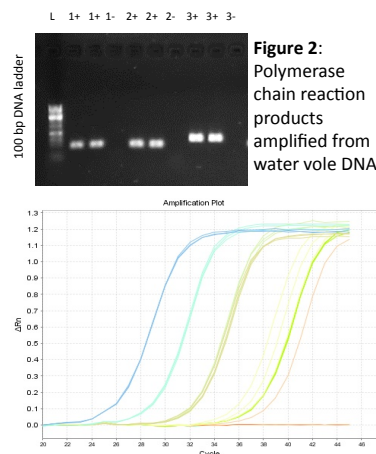 L 1+ 1+ 1- 2+ 2+ 2- 3+ 3+ 3-
100 bp DNA ladder
Figure 2:
Polymerase
chain reaction
products
amplified from
water vole DNA
Amplification Plot
1.3
1.2
1.1
1.0
0.9
0.8
0.7
0.6
0.5
0.4
0.3
0.2
0.1
0.0
ΔRn
20 22 24 26 28 30 32 34 36 38 40 42 44 46
Cycle